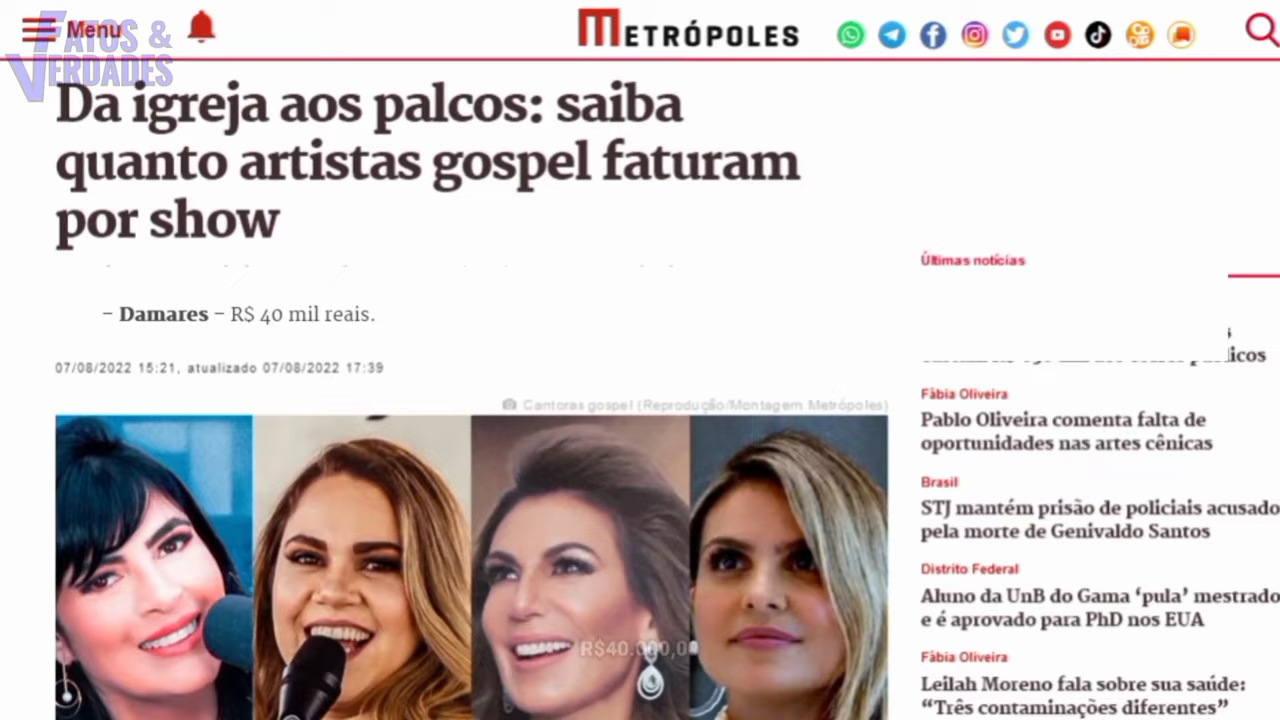 Menu
FATOS &
VERDADES
METRÓPOLES
Da igreja aos palcos: saiba
quanto artistas gospel faturam
por show
– Damares – R$ 40 mil reais.
07/08/2022 15:21, atualizado 07/08/2022 17:39
Cantoras gospel (Reprodução/Montagem Metrópoles)
R$40.000,00
Últimas notícias
Fábia Oliveira
Pablo Oliveira comenta falta de
oportunidades nas artes cênicas
Brasil
STJ mantém prisão de policiais acusado
pela morte de Genivaldo Santos
Distrito Federal
Aluno da UnB do Gama ‘pula’ mestrado
e é aprovado para PhD nos EUA
Fábia Oliveira
Leilah Moreno fala sobre sua saúde:
“Três contaminações diferentes”